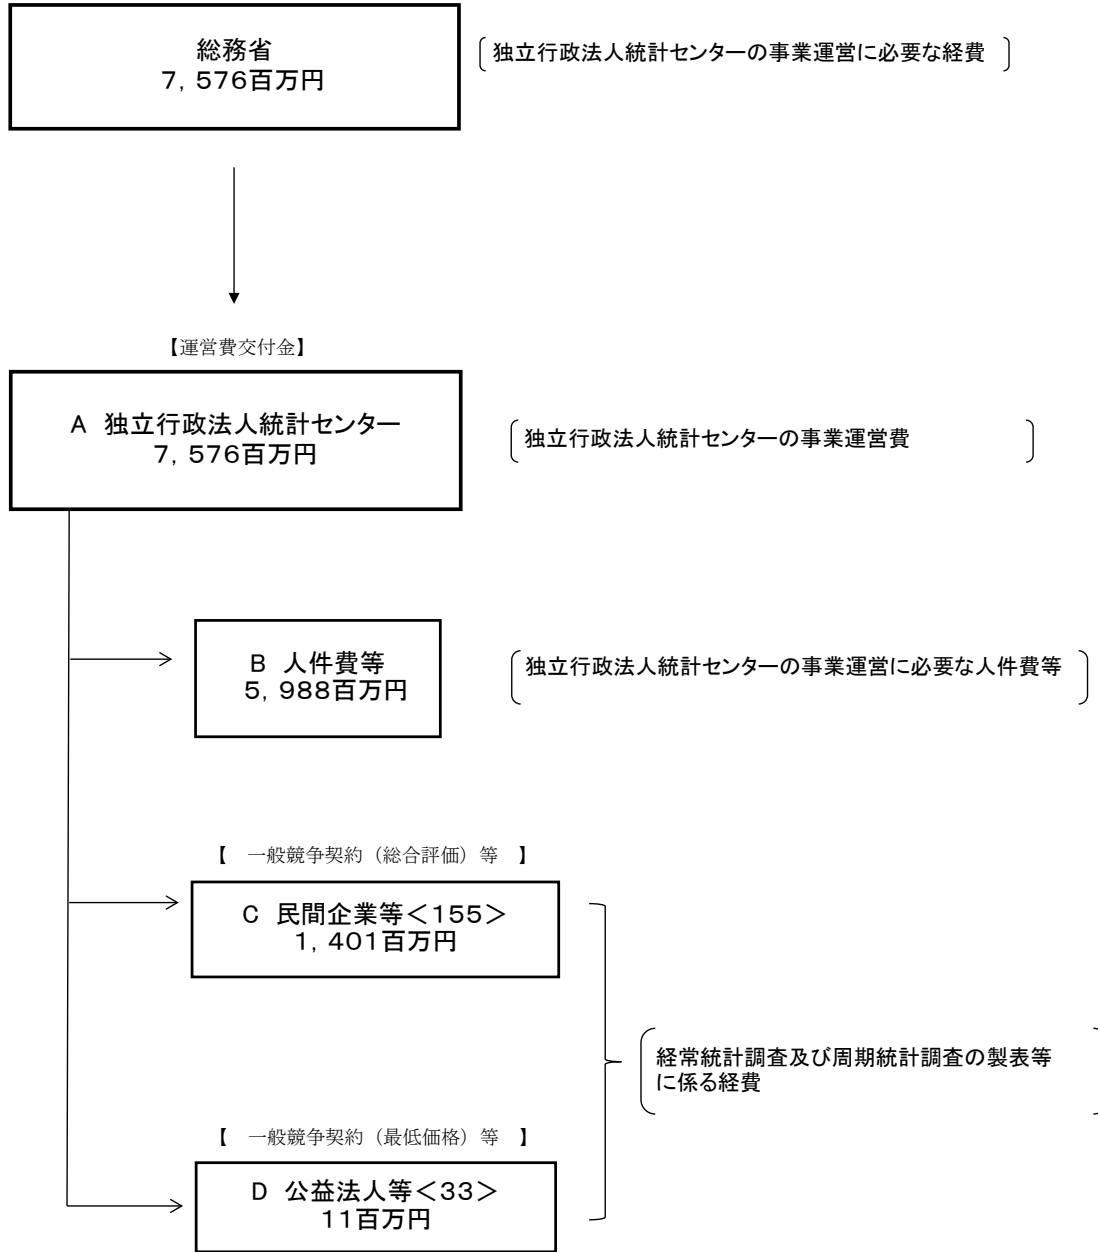 総務省
7，576百万円
独立行政法人統計センターの事業運営に必要な経費
【運営費交付金】
A 独立行政法人統計センター
7，576百万円
独立行政法人統計センターの事業運営費
B 人件費等
5，988百万円
独立行政法人統計センターの事業運営に必要な人件費等
【 一般競争契約（総合評価）等 】
C 民間企業等＜155＞
1，401百万円
経常統計調査及び周期統計調査の製表等
に係る経費
【 一般競争契約（最低価格）等 】
D 公益法人等＜33＞
11百万円